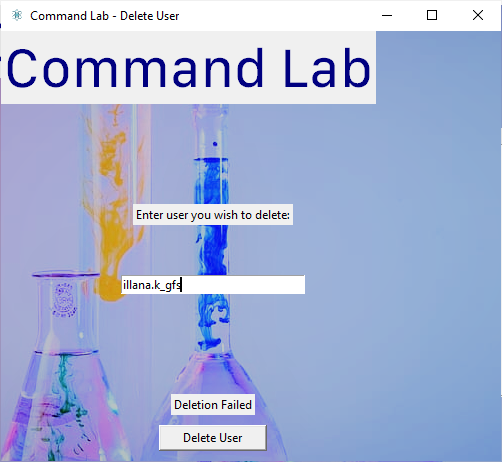 Command Lab - Delete User
Command Lab
Enter user you wish to delete:
illana.k_gfs
Deletion Failed
Delete User